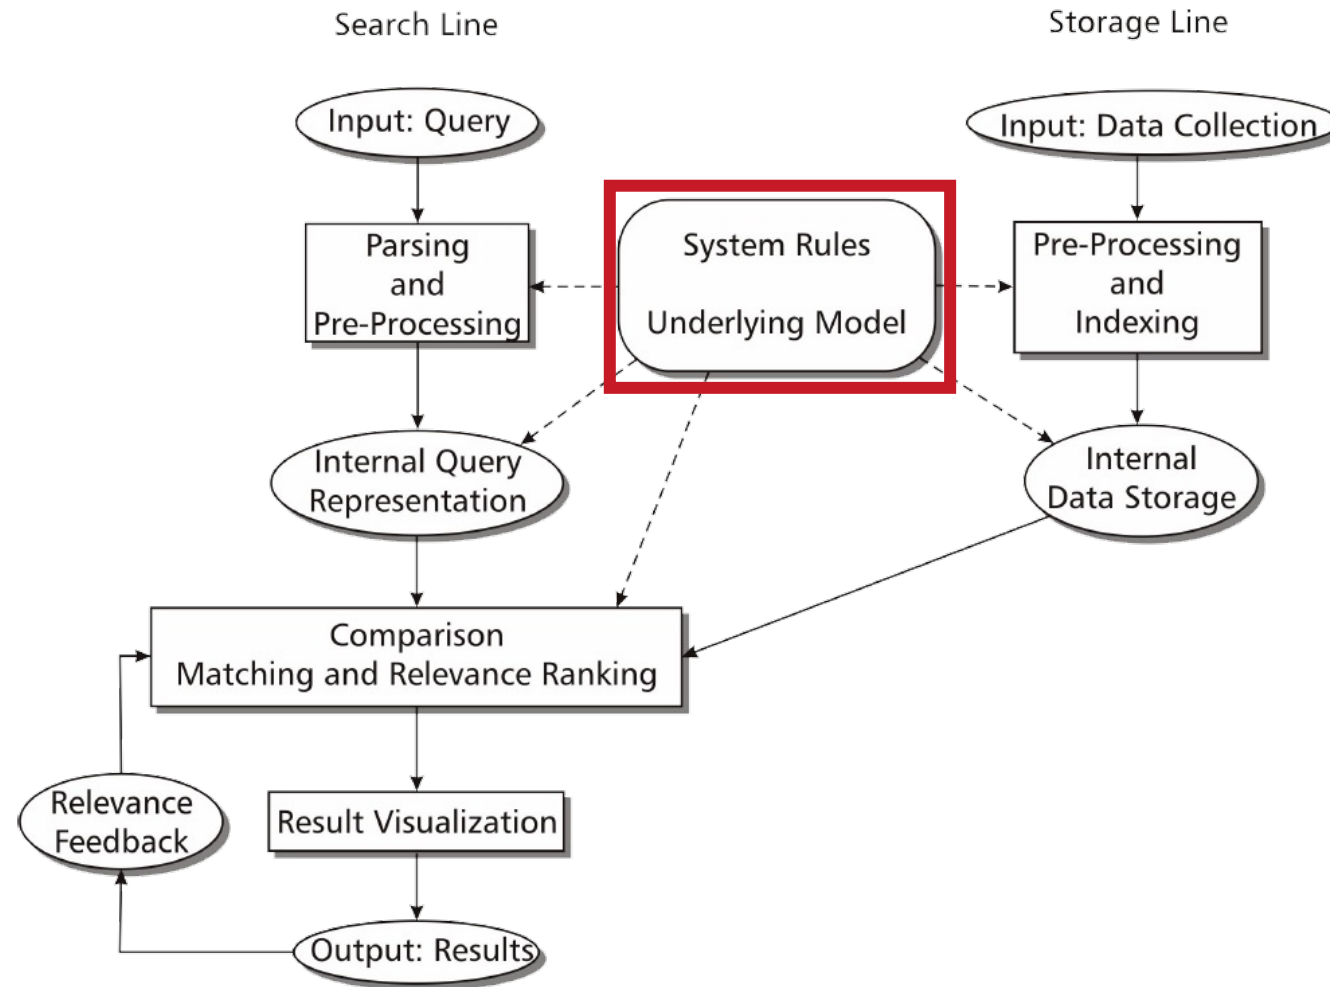 Search Line
Storage Line
Input: Query
Input: Data Collection
Parsing
and
Pre-Processing
System Rules
Underlying Model
Pre-Processing
and
Indexing
Internal Query
Representation
Internal
Data Storage
Comparison
Matching and Relevance Ranking
Relevance
Feedback
Result Visualization
Output: Results